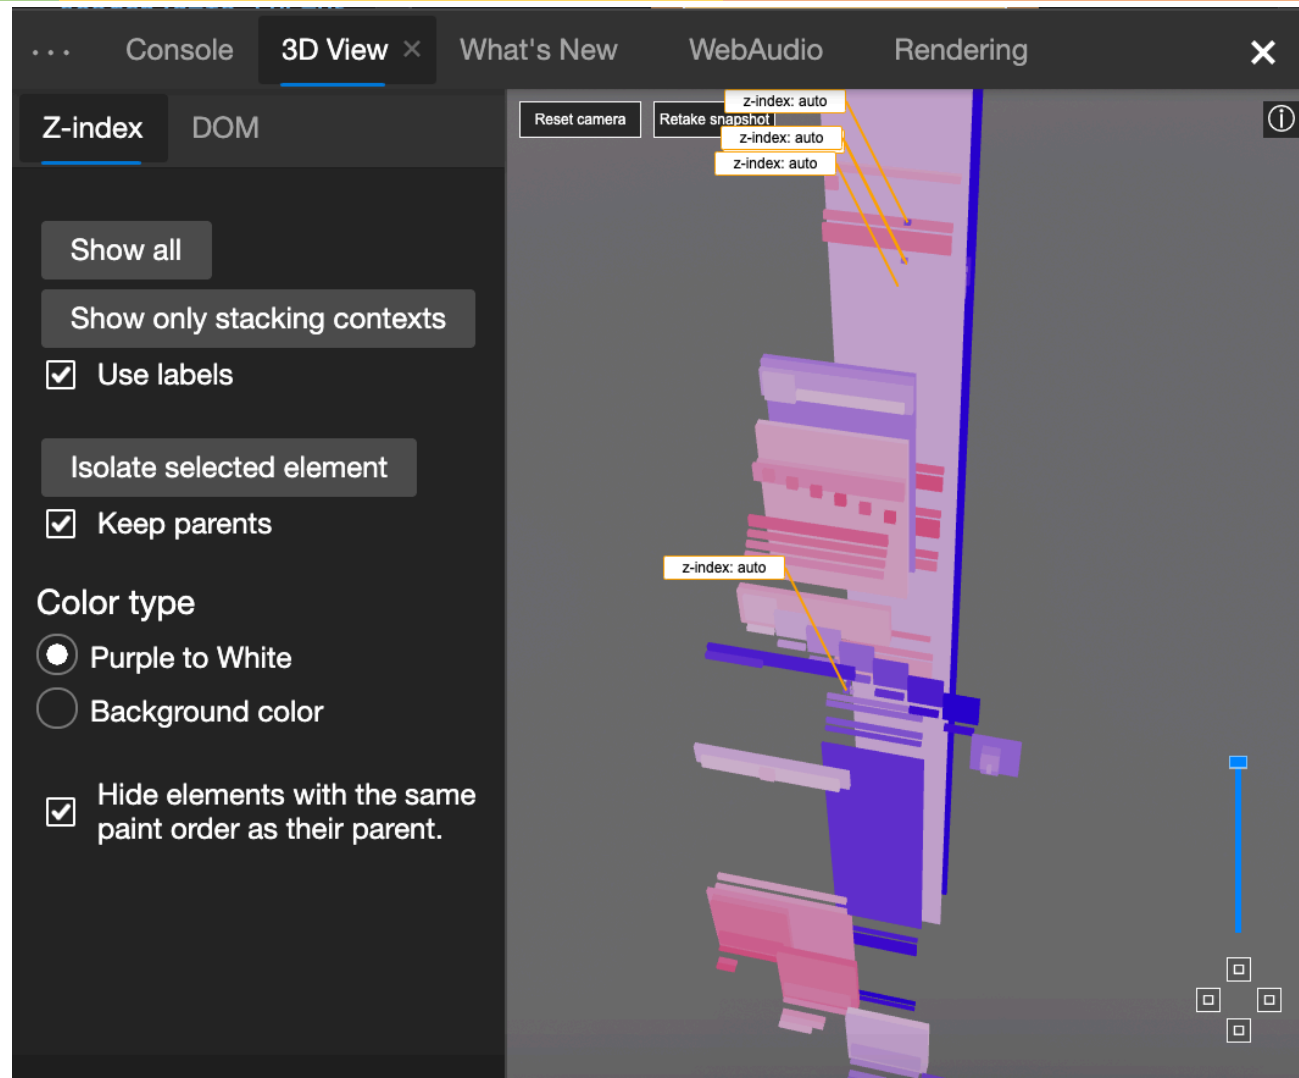 Console
3D View
What's New
WebAudio
Rendering
Z-index
DOM
Reset camera
Retake snapshot
z-index: auto
z-index: auto
z-index: auto
Show all
Show only stacking contexts
Use labels
Isolate selected element
Keep parents
z-index: auto
Color type
Purple to White
Background color
Hide elements with the same
paint order as their parent.